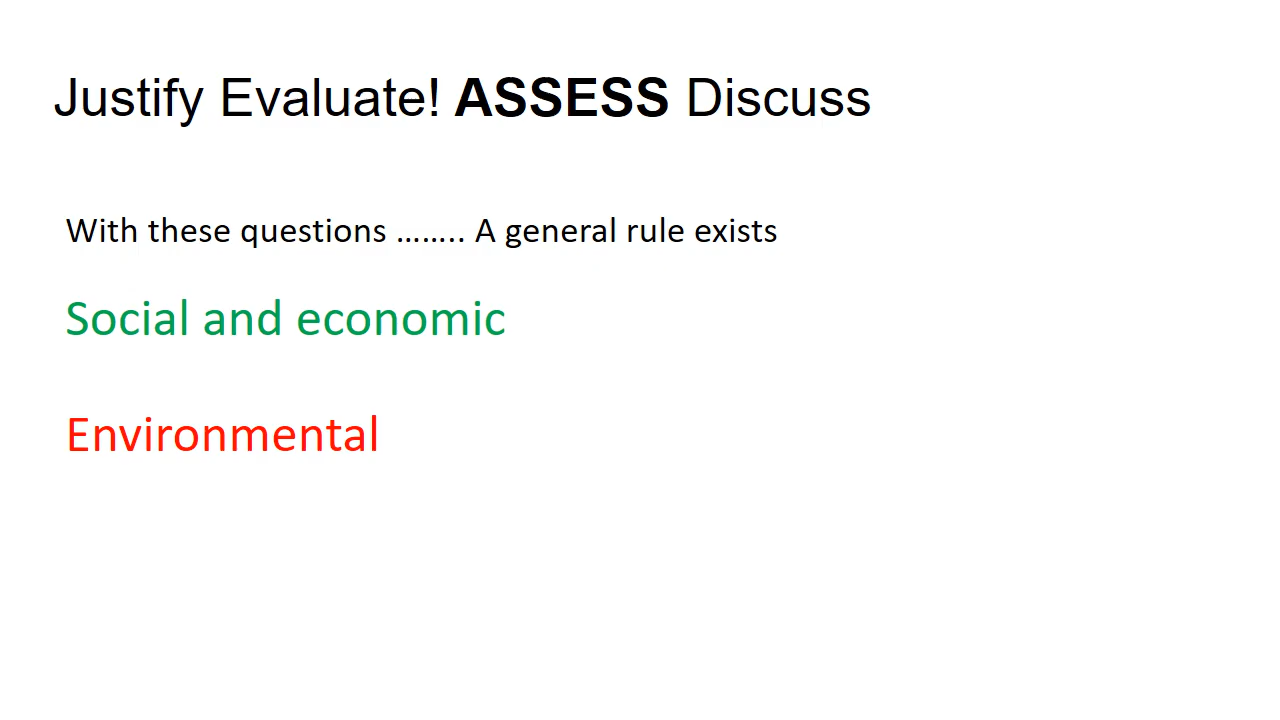 Justify Evaluate! ASSESS Discuss
With these questions …….. A general rule exists
Social and economic
Environmental